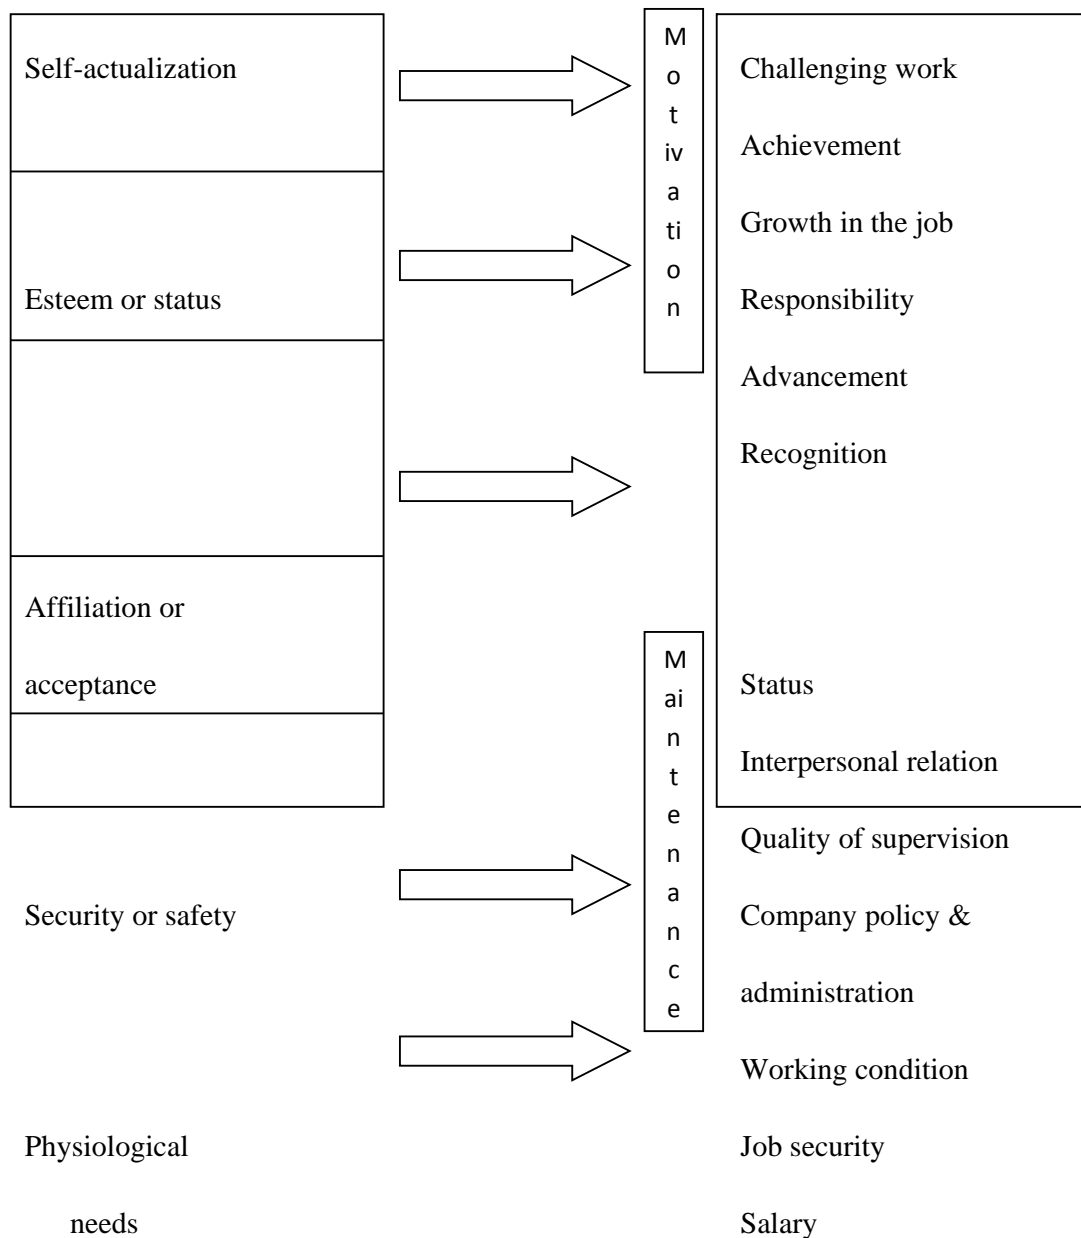 Self-actualization
Esteem or status
Affiliation or
acceptance
Security or safety
Physiological
needs
M
o
t
iv
a
ti
o
n
M
ai
n
t
e
n
a
n
c
e
Challenging work
Achievement
Growth in the job
Responsibility
Advancement
Recognition
Status
Interpersonal relation
Quality of supervision
Company policy &
administration
Working condition
Job security
Salary